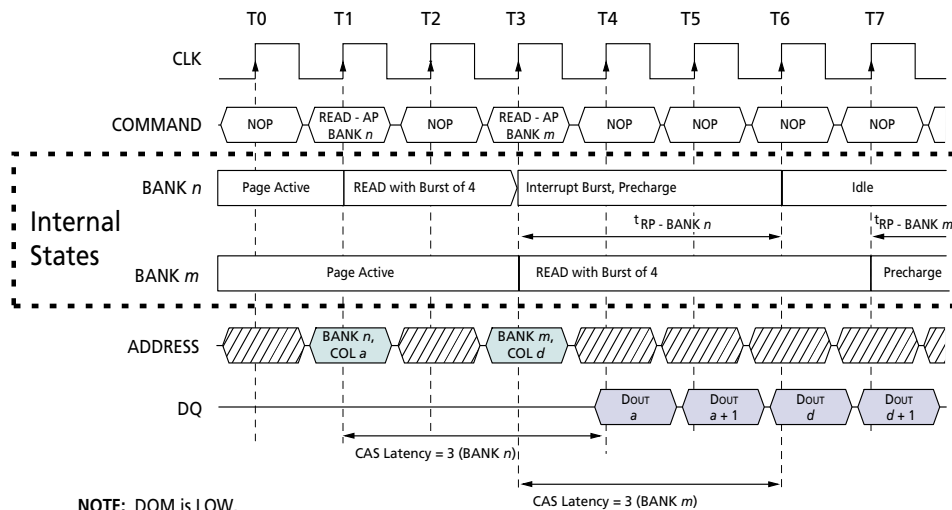 T0 T1 T2 T3 T4 T5 T6 T7
CLK
COMMAND NOP READ - AP BANK n NOP READ - AP BANK m NOP NOP NOP NOP
BANK n Page Active READ with Burst of 4 Interrupt Burst, Precharge Idle
Internal States
tRP - BANK n tRP - BANK m
BANK m Page Active READ with Burst of 4 Precharge
ADDRESS BANK n, COL a BANK m, COL d
DQ DOUT a DOUT a + 1 DOUT d DOUT d + 1
CAS Latency = 3 (BANK n)
CAS Latency = 3 (BANK m)
NOTE: DQM is LOW.